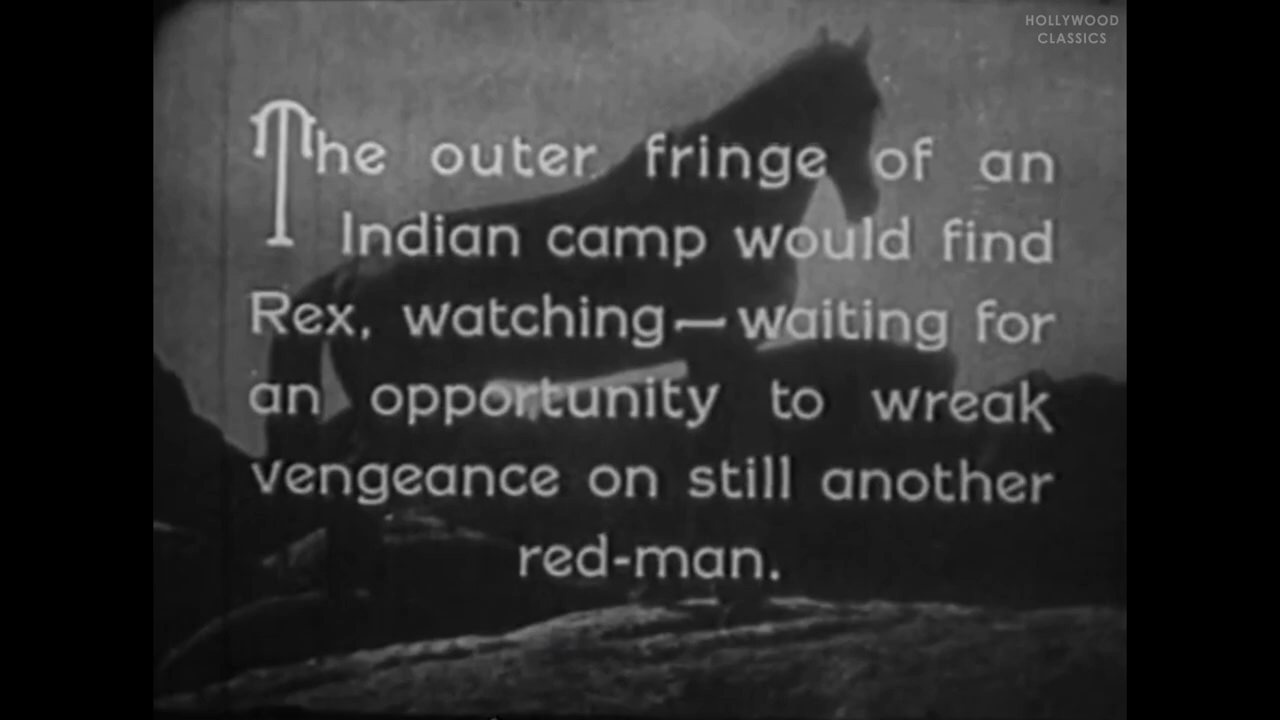 HOLLYWOOD
CLASSICS
The outer fringe of an
Indian camp would find
Rex, watching—waiting for
an opportunity to wreak
vengeance on still another
red-man.